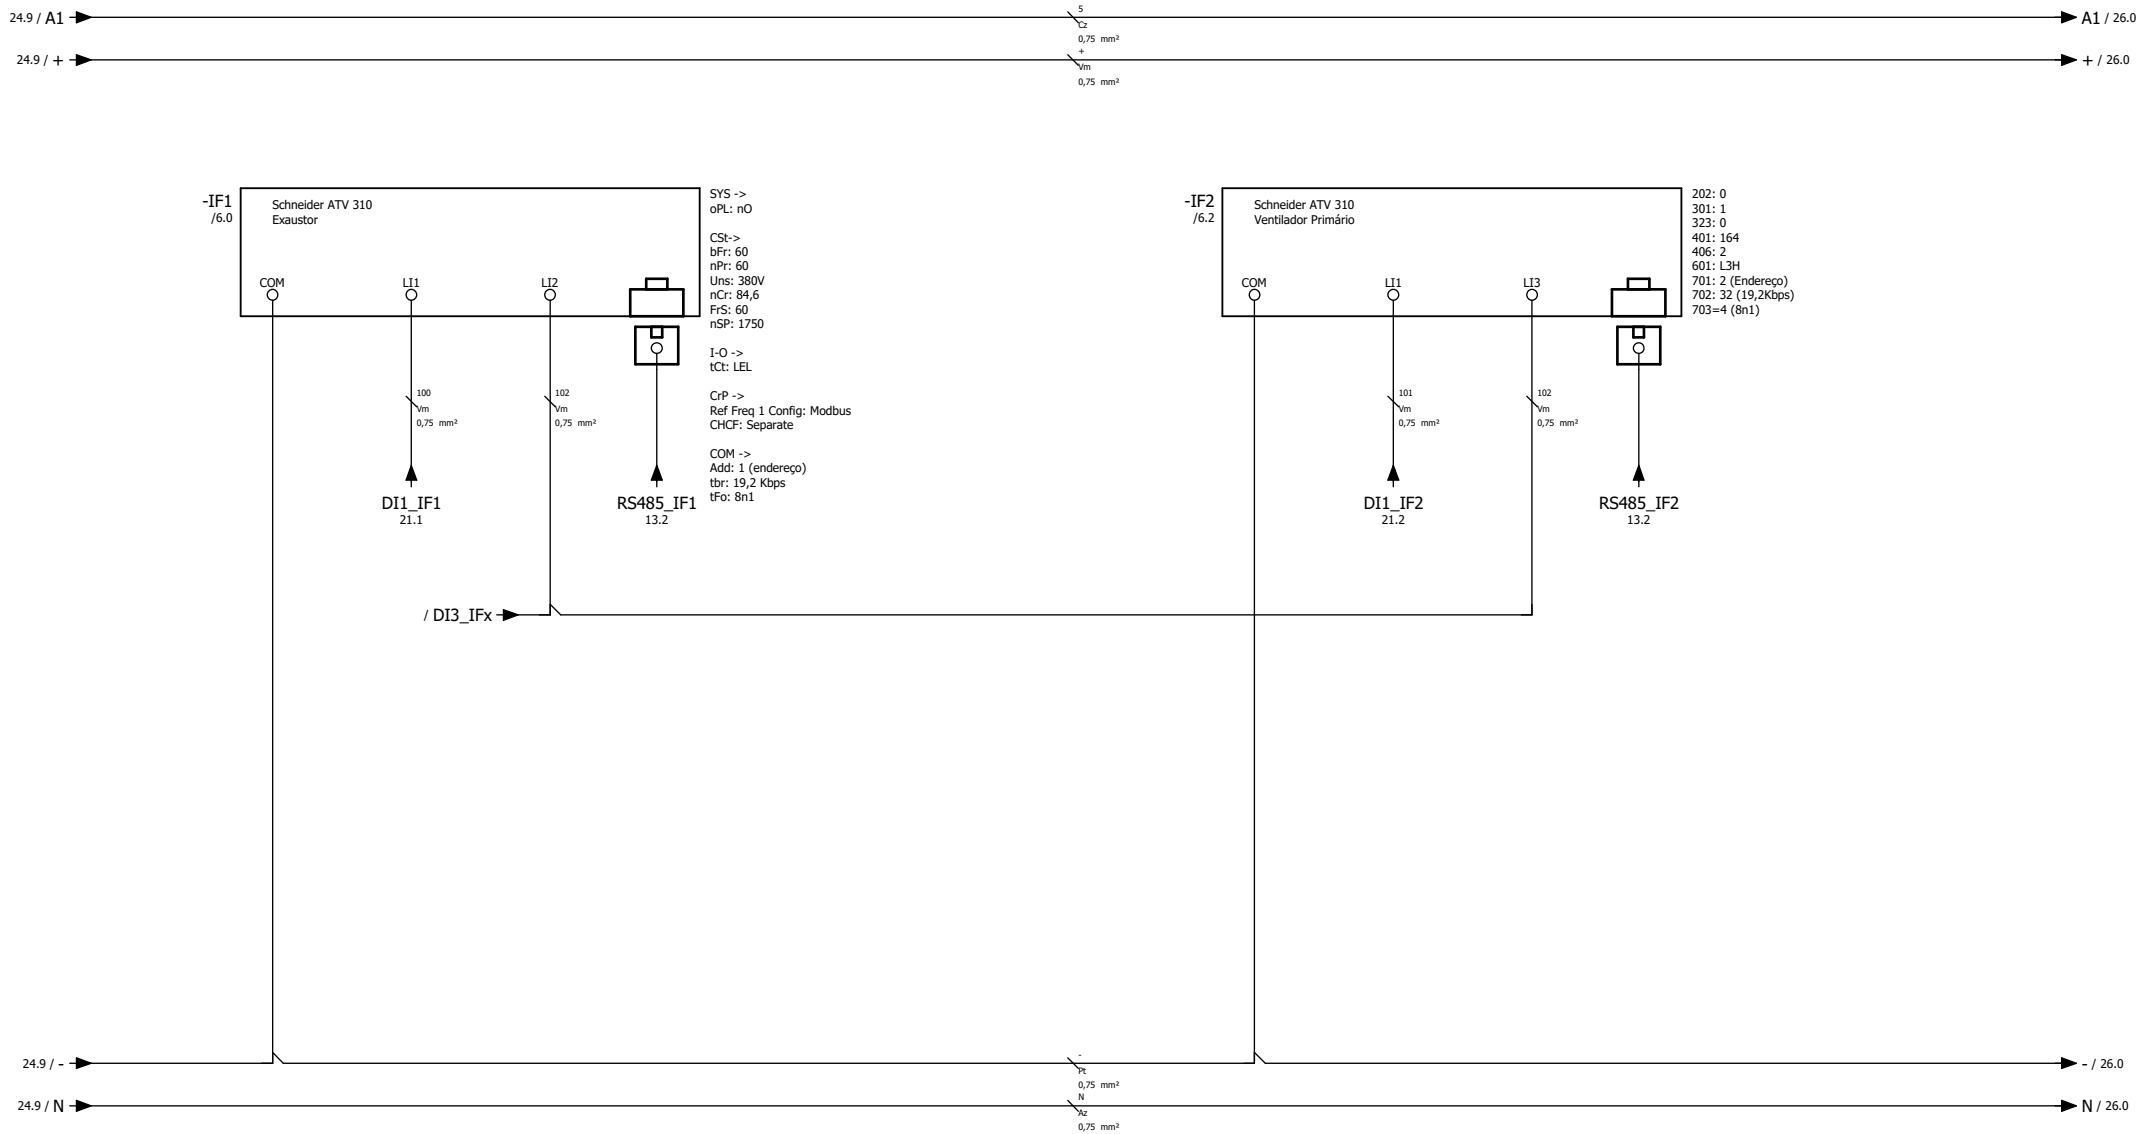 24.9 / A1
5
Cz
0,75 mm²
A1 / 26.0
24.9 / +
+
Vm
0,75 mm²
+ / 26.0
-IF1
/6.0
Schneider ATV 310
Exaustor
COM
LI1
LI2
SYS ->
oPL: nO
CSt->
bFr: 60
nPr: 60
Uns: 380V
nCr: 84,6
FrS: 60
nSP: 1750
I-O ->
tCt: LEL
CrP ->
Ref Freq 1 Config: Modbus
CHCF: Separate
COM ->
Add: 1 (endereço)
tbr: 19,2 Kbps
tFo: 8n1
100
Vm
0,75 mm²
102
Vm
0,75 mm²
DI1_IF1
21.1
RS485_IF1
13.2
-IF2
/6.2
Schneider ATV 310
Ventilador Primário
COM
LI1
LI3
202: 0
301: 1
323: 0
401: 164
406: 2
601: L3H
701: 2 (Endereço)
702: 32 (19,2Kbps)
703=4 (8n1)
101
Vm
0,75 mm²
102
Vm
0,75 mm²
DI1_IF2
21.2
RS485_IF2
13.2
/ DI3_IFx
24.9 / -
-
Pt
0,75 mm²
- / 26.0
24.9 / N
N
Az
0,75 mm²
N / 26.0